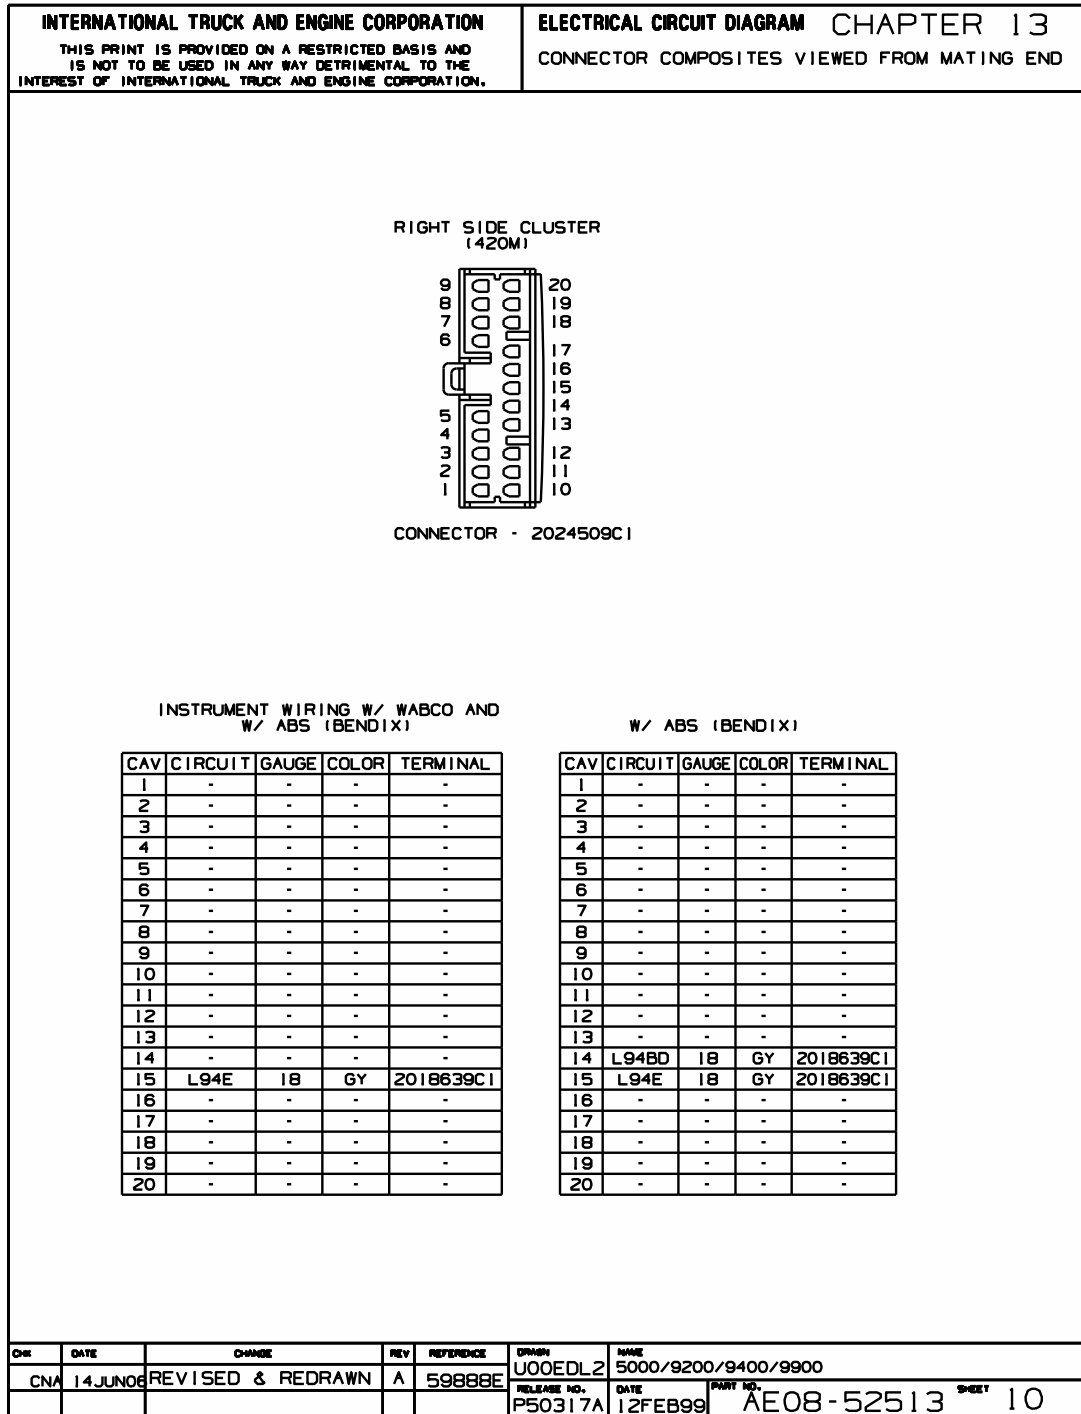 INTERNATIONAL TRUCK AND ENGINE CORPORATION
THIS PRINT IS PROVIDED ON A RESTRICTED BASIS AND
IS NOT TO BE USED IN ANY WAY DETRIMENTAL TO THE
INTEREST OF INTERNATIONAL TRUCK AND ENGINE CORPORATION.
ELECTRICAL CIRCUIT DIAGRAM CHAPTER 13
CONNECTOR COMPOSITES VIEWED FROM MATING END
RIGHT SIDE CLUSTER
(420M)
9 20
8 19
7 18
6
17
16
15
14
5 13
4
3 12
2 11
1 10
CONNECTOR - 2024509C1
INSTRUMENT WIRING W/ WABCO AND
W/ ABS (BENDIX)
CAV CIRCUIT GAUGE COLOR TERMINAL
1 - - - -
2 - - - -
3 - - - -
4 - - - -
5 - - - -
6 - - - -
7 - - - -
8 - - - -
9 - - - -
10 - - - -
11 - - - -
12 - - - -
13 - - - -
14 - - - -
15 L94E 18 GY 2018639C1
16 - - - -
17 - - - -
18 - - - -
19 - - - -
20 - - - -
W/ ABS (BENDIX)
CAV CIRCUIT GAUGE COLOR TERMINAL
1 - - - -
2 - - - -
3 - - - -
4 - - - -
5 - - - -
6 - - - -
7 - - - -
8 - - - -
9 - - - -
10 - - - -
11 - - - -
12 - - - -
13 - - - -
14 L94BD 18 GY 2018639C1
15 L94E 18 GY 2018639C1
16 - - - -
17 - - - -
18 - - - -
19 - - - -
20 - - - -
CHK DATE CHANGE REV REFERENCE
CNA 14JUN06 REVISED & REDRAWN A 59888E
DRAWN
U00EDL2
NAME
5000/9200/9400/9900
RELEASE NO.
P50317A
DATE
12FEB99
PART NO.
AE08-52513
SHEET 10